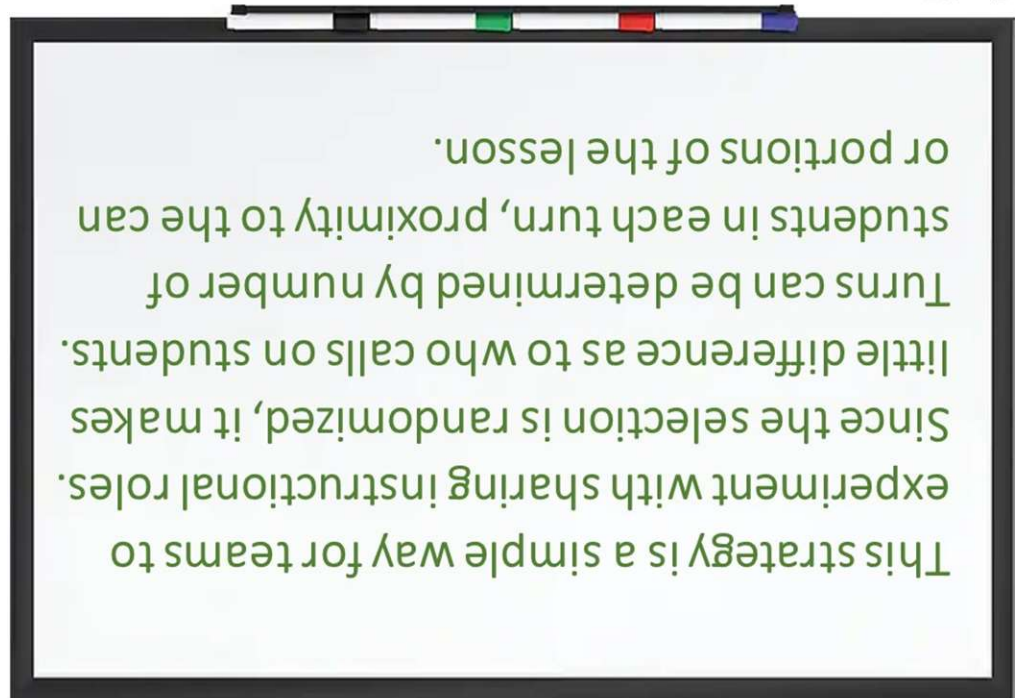 This strategy is a simple way for teams to
experiment with sharing instructional roles.
Since the selection is randomized, it makes
little difference as to who calls on students.
Turns can be determined by number of
students in each turn, proximity to the can
or portions of the lesson.